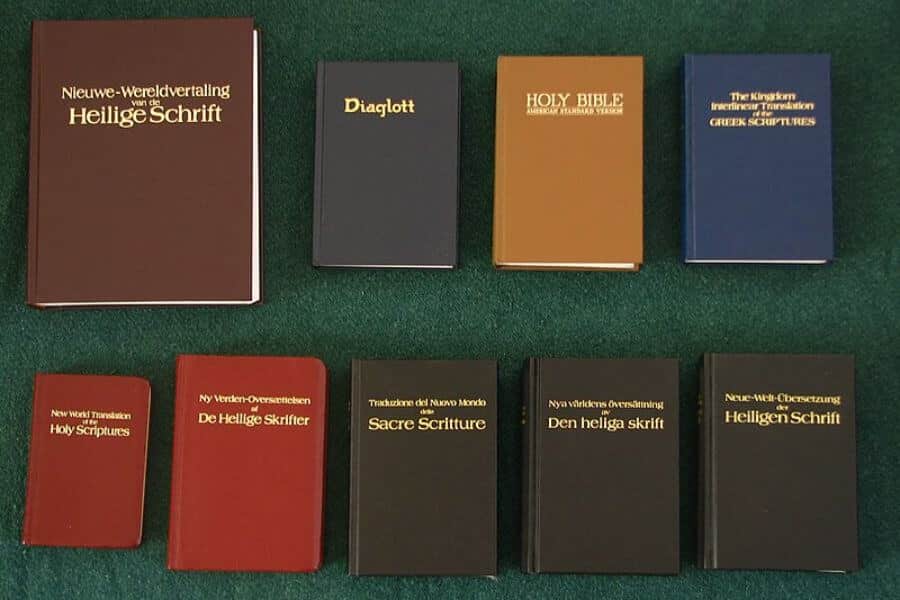 Nieuwe-Wereldvertaling
van de
Heilige Schrift
Diaglott
HOLY BIBLE
AMERICAN STANDARD VERSION
The Kingdom
Interlinear Translation
of the
GREEK SCRIPTURES
New World Translation
of the
Holy Scriptures
Ny Verden-Oversættelsen
af
De Hellige Skrifter
Traduzione del Nuovo Mondo
delle
Sacre Scritture
Nya världens översättning
av
Den heliga skrift
Neue-Welt-Übersetzung
der
Heiligen Schrift